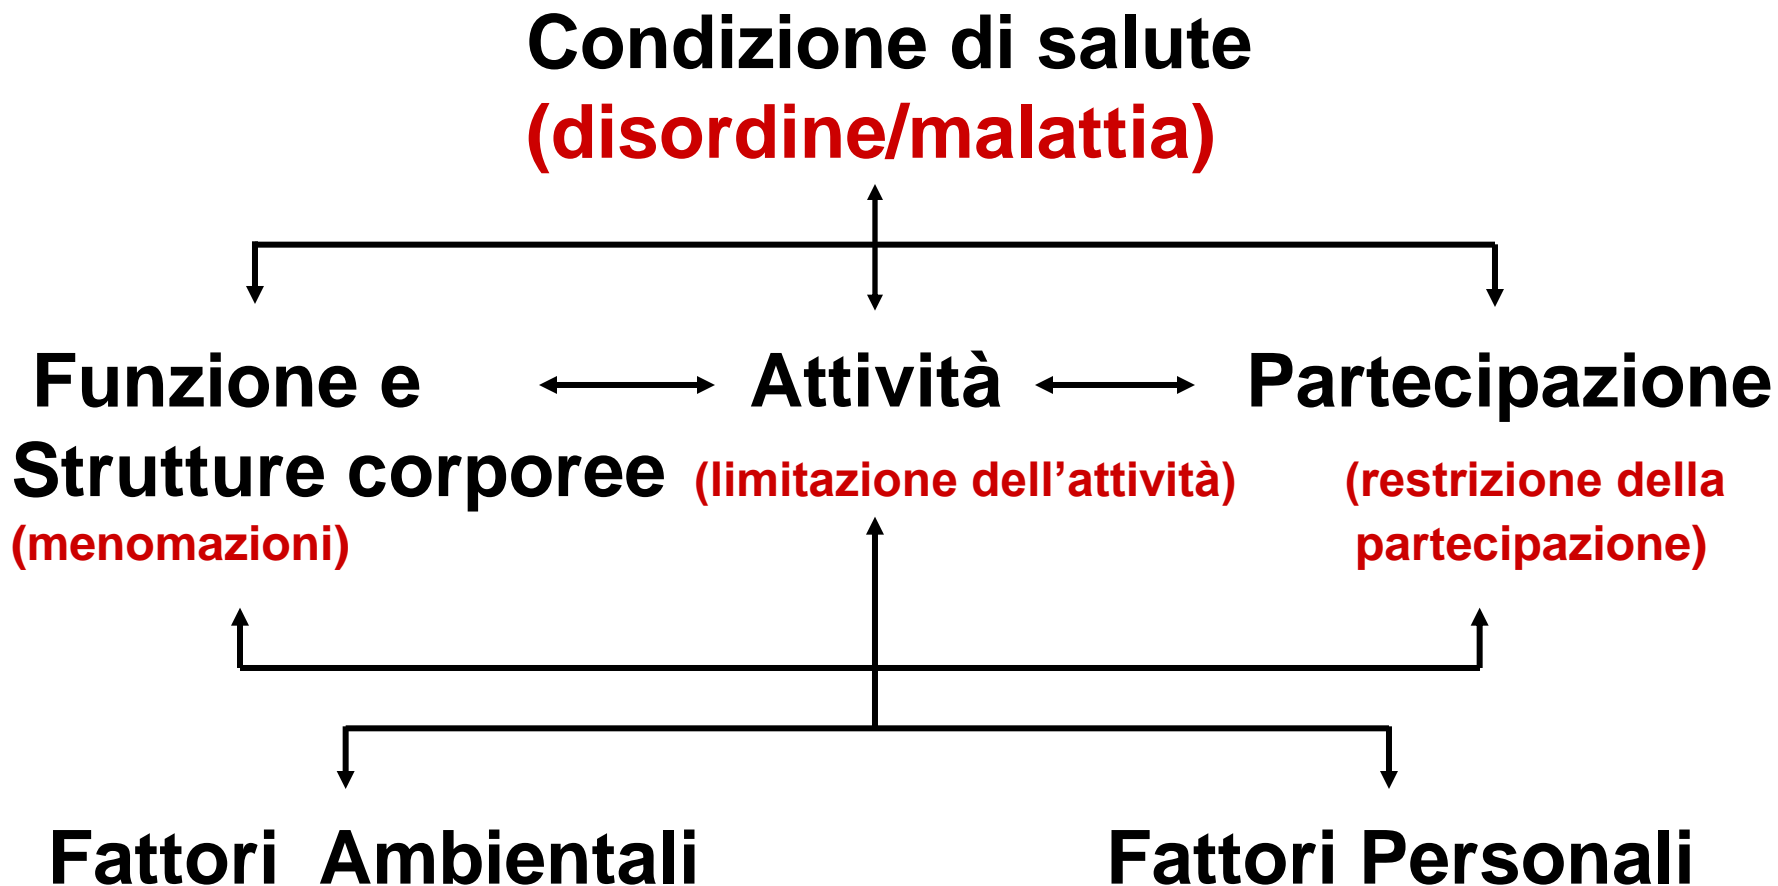 Condizione di salute
(disordine/malattia)
Funzione e
Strutture corporee
(menomazioni)
Attività
(limitazione dell’attività)
Partecipazione
(restrizione della
partecipazione)
Fattori Ambientali
Fattori Personali